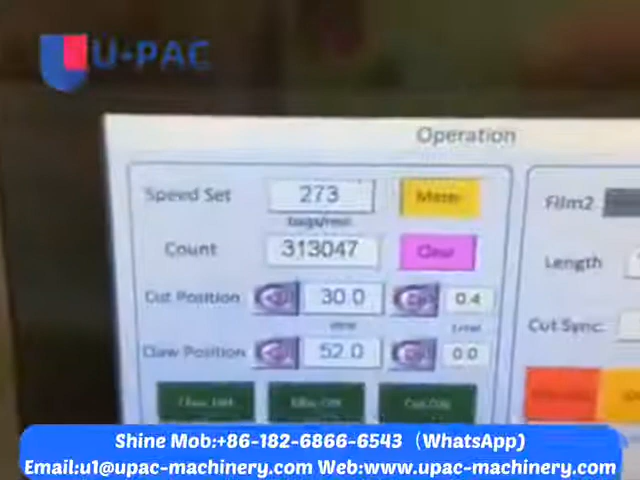 U-PAC
Operation
Speed Set 273
bags/min
Count 313047 Clear
Cut Position 30.0 0.4
Claw Position 52.0 0.0
Film2
Length
Cut Sync.
Shine Mob:+86-182-6866-6543（WhatsApp)
Email:u1@upac-machinery.com Web:www.upac-machinery.com